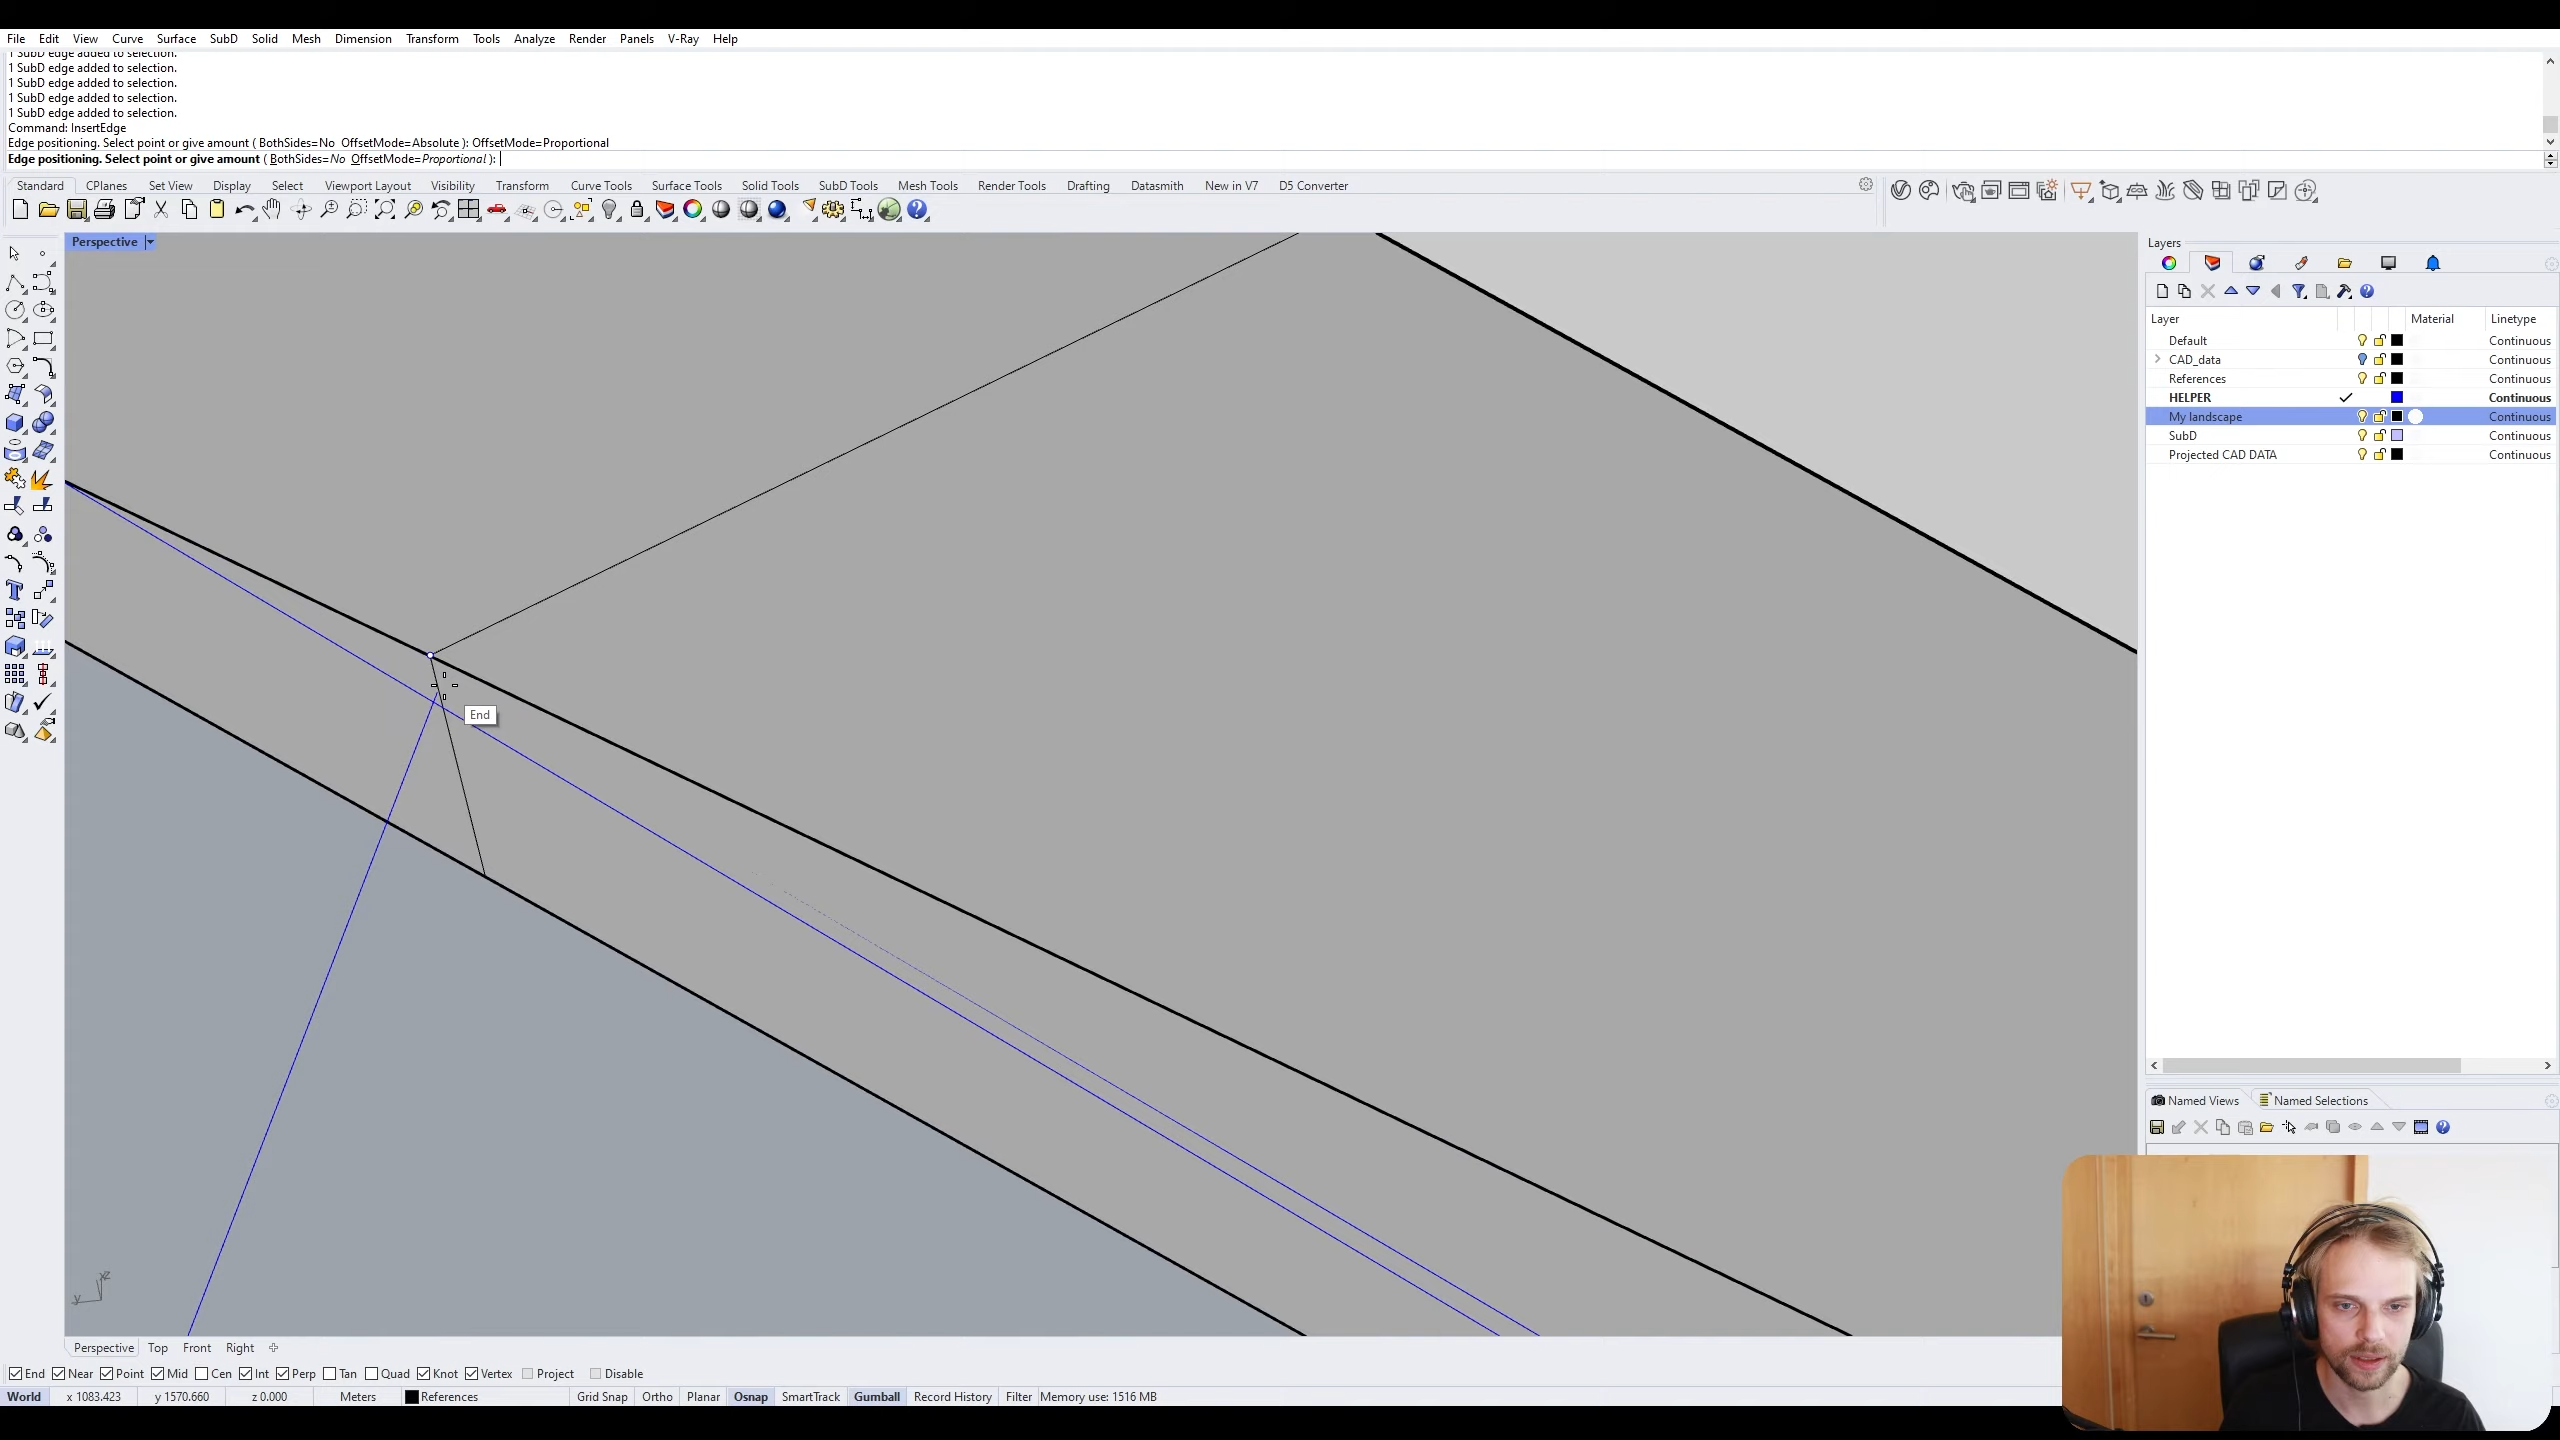 File Edit View Curve Surface SubD Solid Mesh Dimension Transform Tools Analyze Render Panels V-Ray Help
1 SubD edge added to selection.
1 SubD edge added to selection.
1 SubD edge added to selection.
1 SubD edge added to selection.
1 SubD edge added to selection.
Command: InsertEdge
Edge positioning. Select point or give amount ( BothSides=No OffsetMode=Absolute ): OffsetMode=Proportional
Edge positioning. Select point or give amount ( BothSides=No OffsetMode=Proportional ):
Standard CPlanes Set View Display Select Viewport Layout Visibility Transform Curve Tools Surface Tools Solid Tools SubD Tools Mesh Tools Render Tools Drafting Datasmith New in V7 D5 Converter
Perspective
End
y x z
Layers
Layer Material Linetype
Default Continuous
CAD_data Continuous
References Continuous
HELPER Continuous
My landscape Continuous
SubD Continuous
Projected CAD DATA Continuous
Named Views Named Selections
Perspective Top Front Right
End Near Point Mid Cen Int Perp Tan Quad Knot Vertex Project Disable
World x 1083.423 y 1570.660 z 0.000 Meters References Grid Snap Ortho Planar Osnap SmartTrack Gumball Record History Filter Memory use: 1516 MB